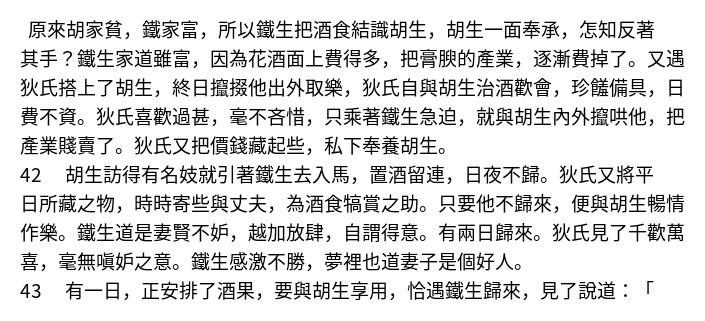 原來胡家貧，鐵家富，所以鐵生把酒食結識胡生，胡生一面奉承，怎知反著
其手？鐵生家道雖富，因為花酒面上費得多，把膏腴的產業，逐漸費掉了。又遇
狄氏搭上了胡生，終日攛掇他出外取樂，狄氏自與胡生治酒歡會，珍饈備具，日
費不資。狄氏喜歡過甚，毫不吝惜，只乘著鐵生急迫，就與胡生內外攛哄他，把
產業賤賣了。狄氏又把價錢藏起些，私下奉養胡生。
42　胡生訪得有名妓就引著鐵生去入馬，置酒留連，日夜不歸。狄氏又將平
日所藏之物，時時寄些與丈夫，為酒食犒賞之助。只要他不歸來，便與胡生暢情
作樂。鐵生道是妻賢不妒，越加放肆，自謂得意。有兩日歸來。狄氏見了千歡萬
喜，毫無嗔妒之意。鐵生感激不勝，夢裡也道妻子是個好人。
43　有一日，正安排了酒果，要與胡生享用，恰遇鐵生歸來，見了說道：「